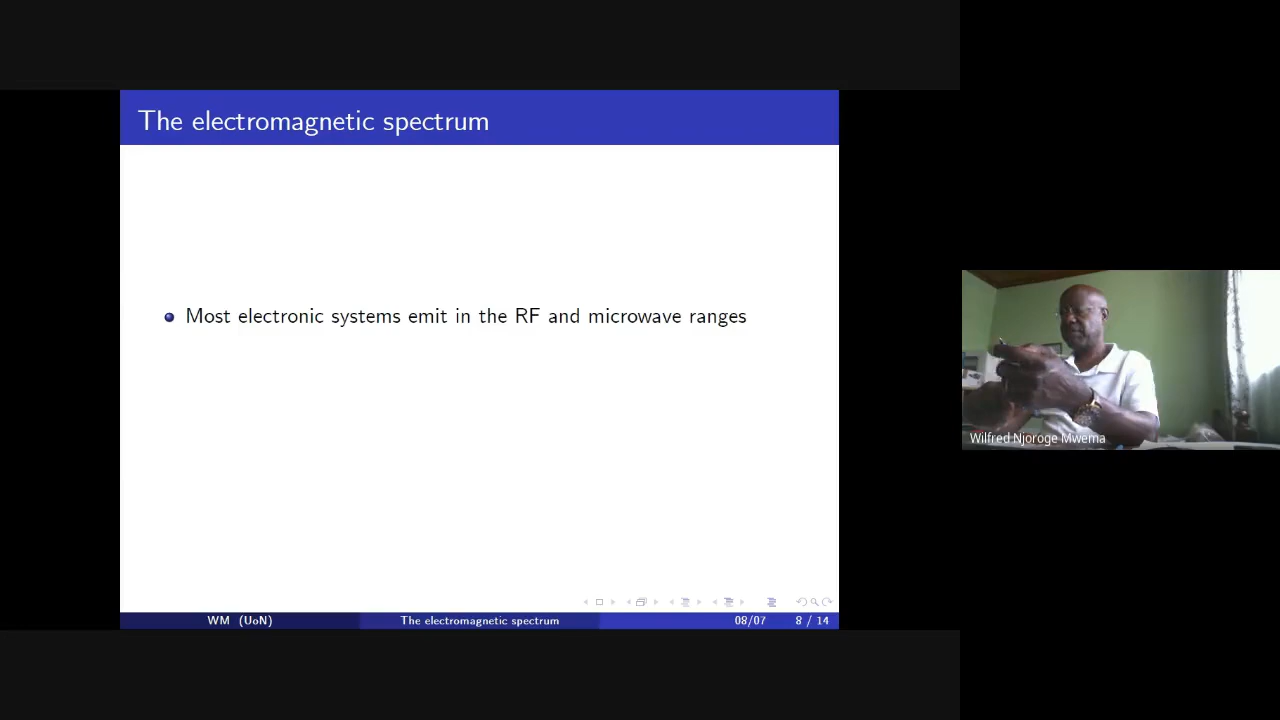 The electromagnetic spectrum
Most electronic systems emit in the RF and microwave ranges
Wilfred Njoroge Mwema
WM (UoN) The electromagnetic spectrum 08/07 8 / 14